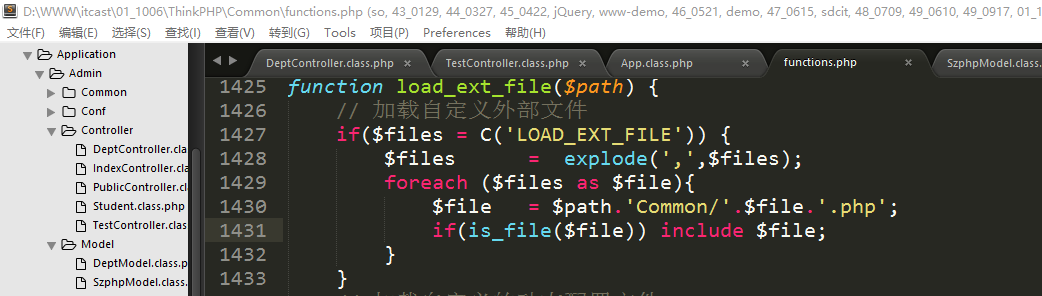 D:\WWW\itcast\01_1006\ThinkPHP\Common\functions.php (so, 43_0129, 44_0327, 45_0422, jQuery, www-demo, 46_0521, demo, 47_0615, sdcit, 48_0709, 49_0610, 49_0917, 01_1
文件(F) 编辑(E) 选择(S) 查找(I) 查看(V) 转到(G) Tools 项目(P) Preferences 帮助(H)
Application
Admin
Common
Conf
Controller
DeptController.cla
IndexController.cla
PublicController.cla
Student.class.php
TestController.clas
Model
DeptModel.class.p
SzphpModel.class.
DeptController.class.php × TestController.class.php × App.class.php × functions.php × SzphpModel.class.
1425 function load_ext_file($path) {
1426 // 加载自定义外部文件
1427 if($files = C('LOAD_EXT_FILE')) {
1428 $files = explode(',',$files);
1429 foreach ($files as $file){
1430 $file = $path.'Common/'.$file.'.php';
1431 if(is_file($file)) include $file;
1432 }
1433 }